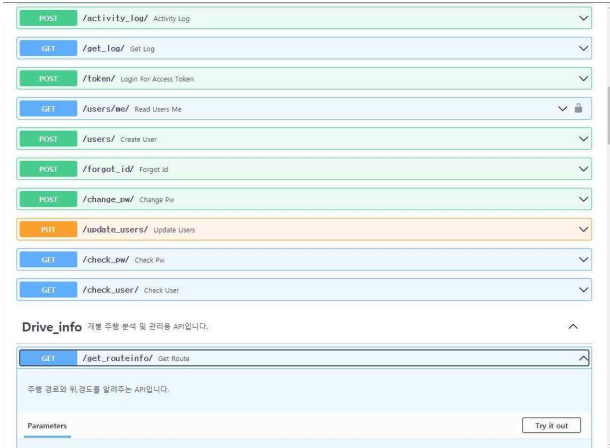 POST /activity_log/ Activity Log
GET /get_log/ Get Log
POST /token/ Login For Access Token
GET /users/me/ Read Users Me
POST /users/ Create User
POST /forgot_id/ Forgot Id
POST /change_pw/ Change Pw
PUT /update_users/ Update Users
GET /check_pw/ Check Pw
GET /check_user/ Check User
Drive_info 개별 주행 분석 및 관리용 API입니다.
GET /get_routeinfo/ Get Route
주행 경로와 위,경도를 알려주는 API입니다.
Parameters Try it out